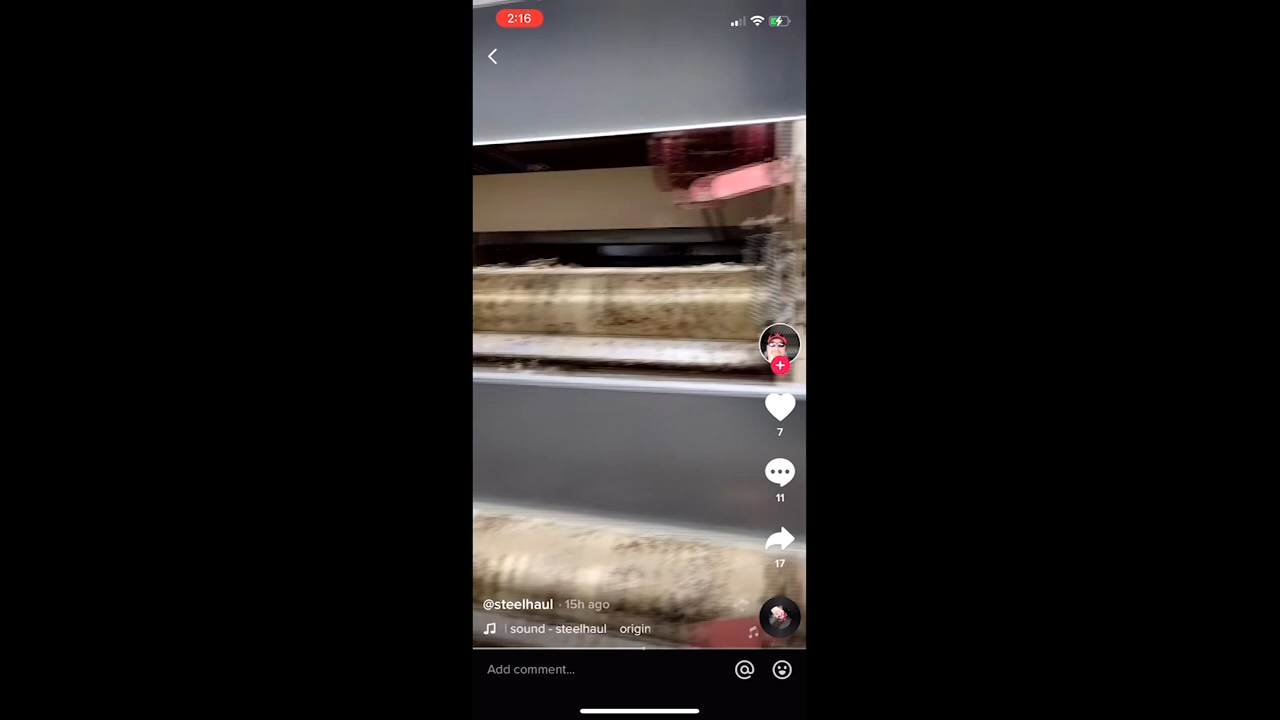 2:16
7
11
17
@steelhaul · 15h ago
sound - steelhaul origin
Add comment...